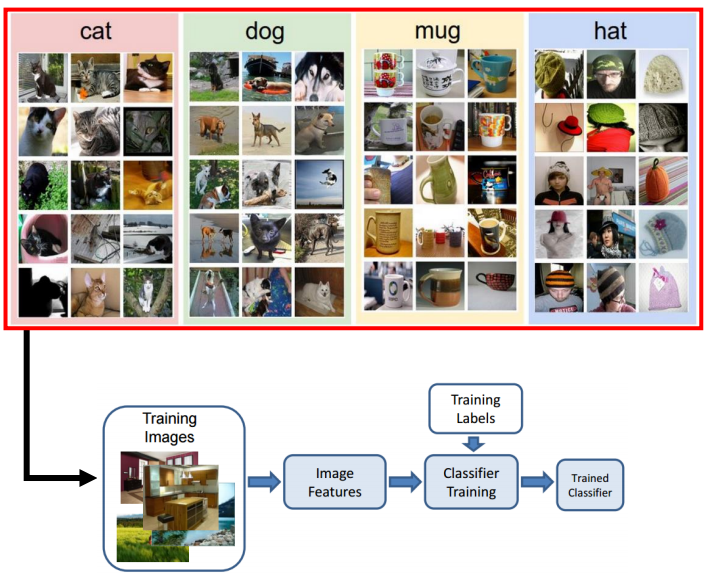 cat
dog
mug
hat
Training
Images
Training
Labels
Image
Features
Classifier
Training
Trained
Classifier